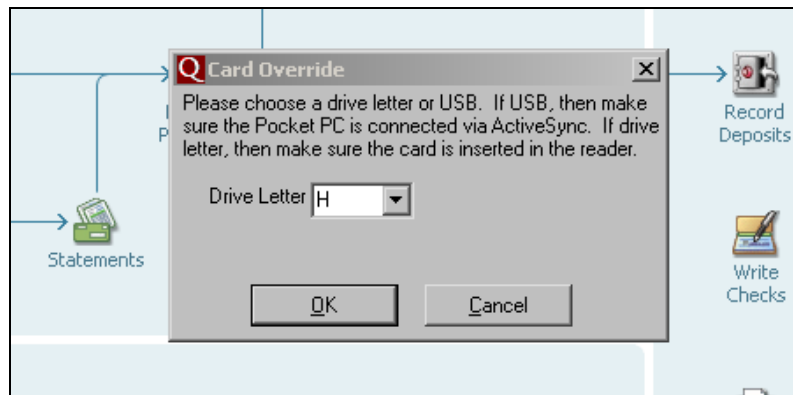 Q Card Override
Please choose a drive letter or USB. If USB, then make
sure the Pocket PC is connected via ActiveSync. If drive
letter, then make sure the card is inserted in the reader.
Drive Letter H
OK Cancel
Statements
Record
Deposits
Write
Checks